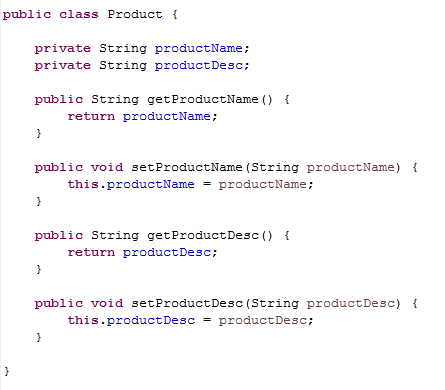 public class Product {
private String productName;
private String productDesc;
public String getProductName() {
return productName;
}
public void setProductName(String productName) {
this.productName = productName;
}
public String getProductDesc() {
return productDesc;
}
public void setProductDesc(String productDesc) {
this.productDesc = productDesc;
}
}